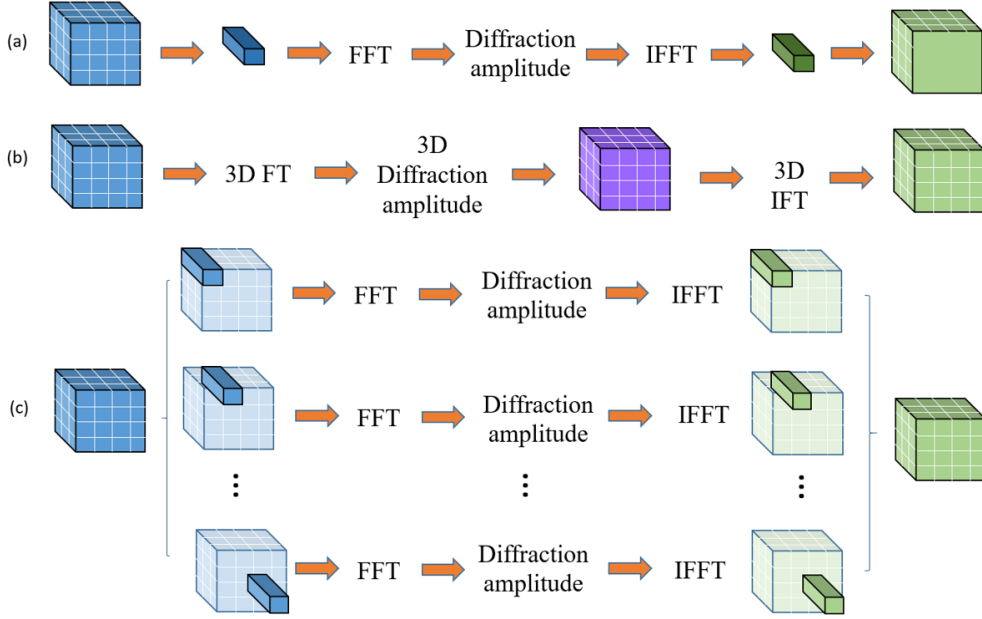 (a)
FFT
Diffraction
amplitude
IFFT
(b)
3D FT
3D
Diffraction
amplitude
3D
IFT
FFT
Diffraction
amplitude
IFFT
(c)
FFT
Diffraction
amplitude
IFFT
FFT
Diffraction
amplitude
IFFT